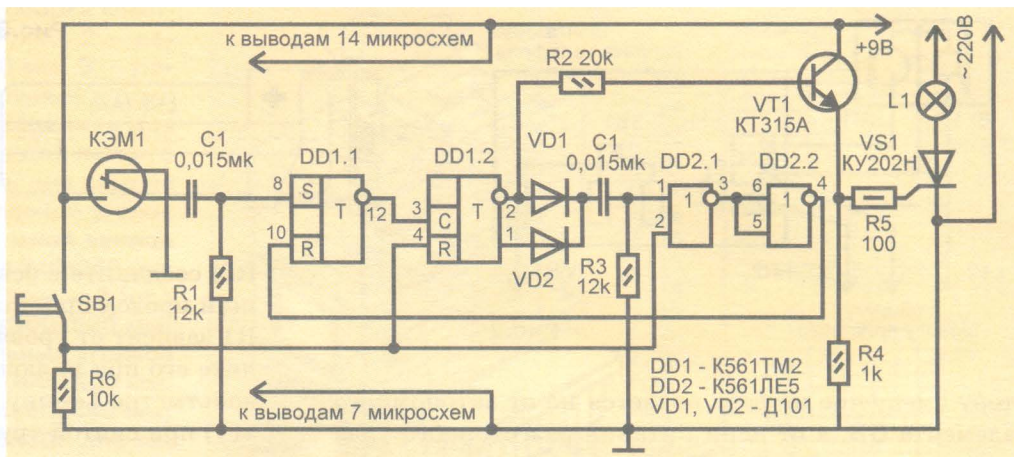 к выводам 14 микросхем
+9В
~220В
R2 20k
VT1
КТ315А
L1
VS1
КУ202Н
КЭМ1
C1
0,015мk
DD1.1
DD1.2
VD1
C1
0,015мk
DD2.1
DD2.2
8
S
T
12
10
R
3
C
4
R
T
2
1
1
2
1
3
6
5
1
4
R5
100
VD2
SB1
R1
12k
R3
12k
R6
10k
R4
1k
DD1 - К561ТМ2
DD2 - К561ЛЕ5
VD1, VD2 - Д101
к выводам 7 микросхем